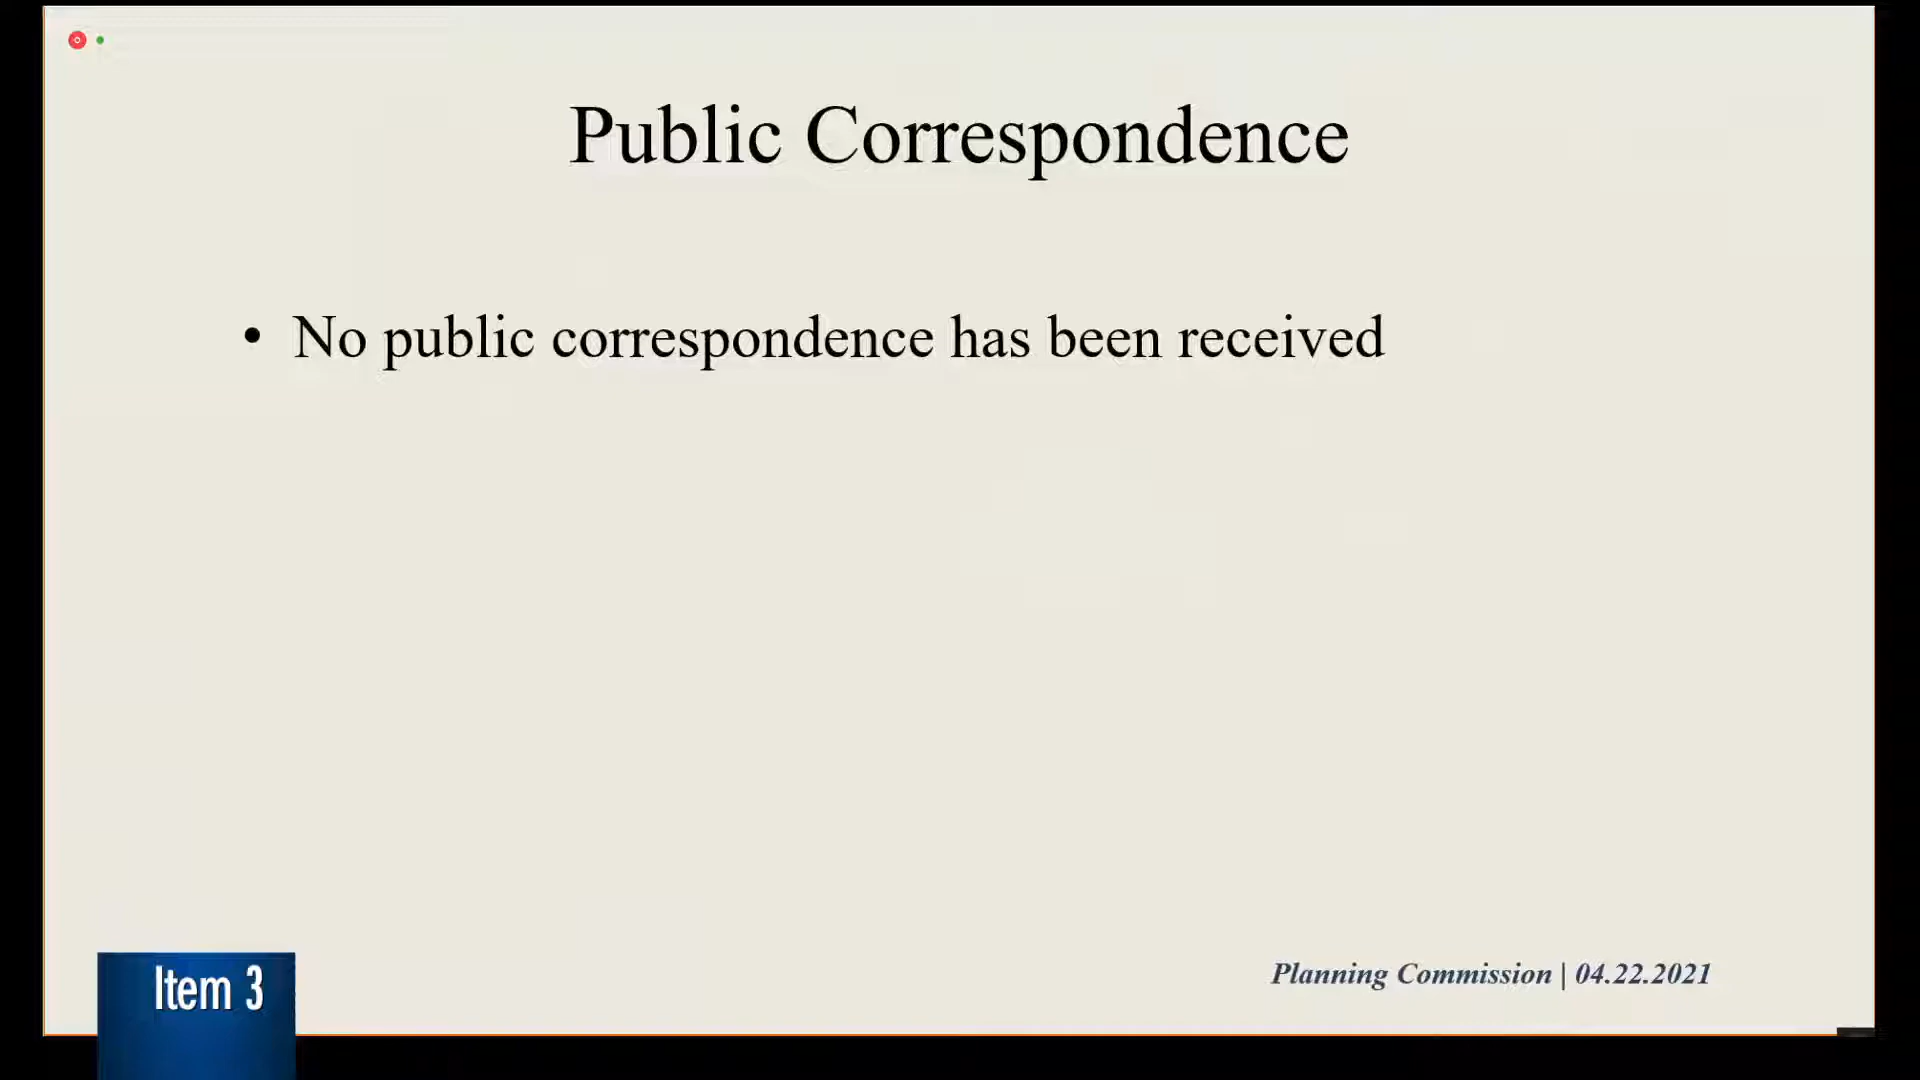 Public Correspondence
• No public correspondence has been received
Planning Commission | 04.22.2021
Item 3